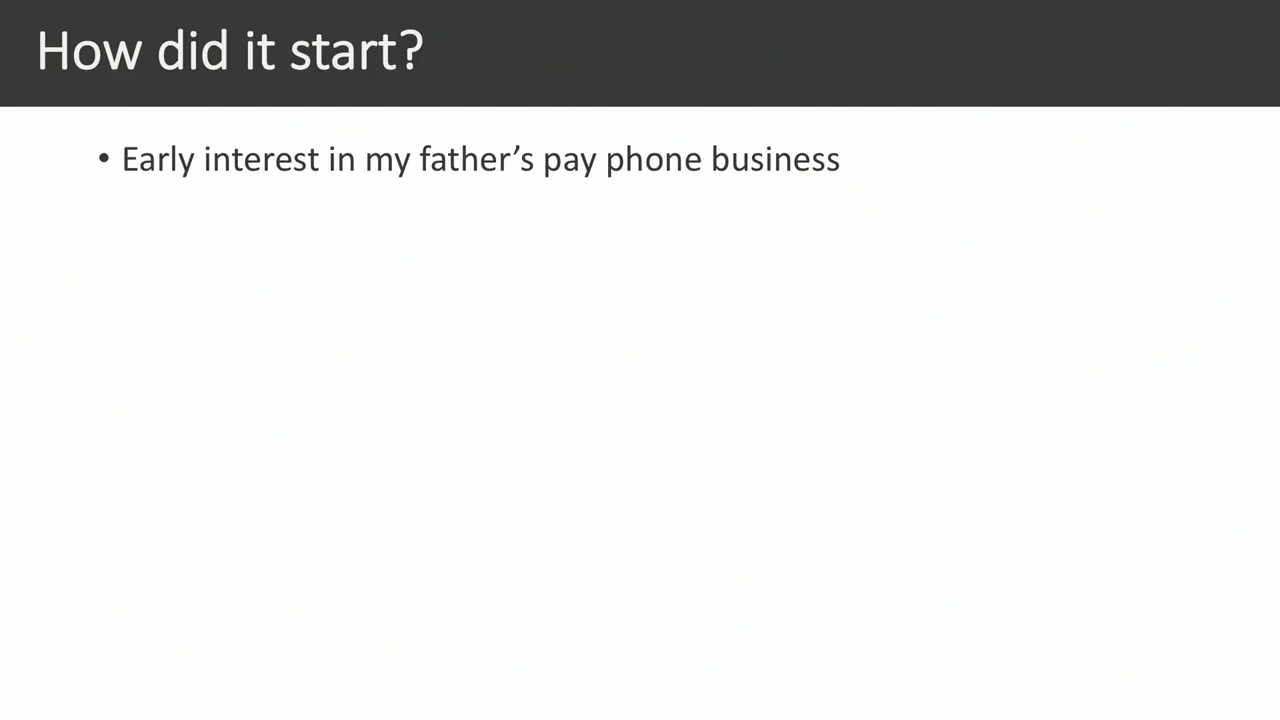 How did it start?
• Early interest in my father’s pay phone business